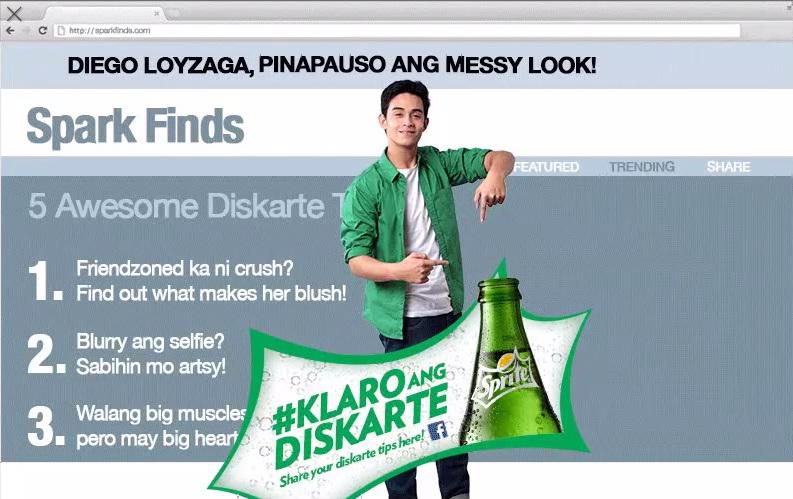 http://sparkfinds.com
DIEGO LOYZAGA, PINAPAUSO ANG MESSY LOOK!
Spark Finds
FEATURED TRENDING SHARE
5 Awesome Diskarte T
1. Friendzoned ka ni crush?
Find out what makes her blush!
2. Blurry ang selfie?
Sabihin mo artsy!
3. Walang big muscles
pero may big heart
#KLARO ANG
DISKARTE
Share your diskarte tips here!
Sprite